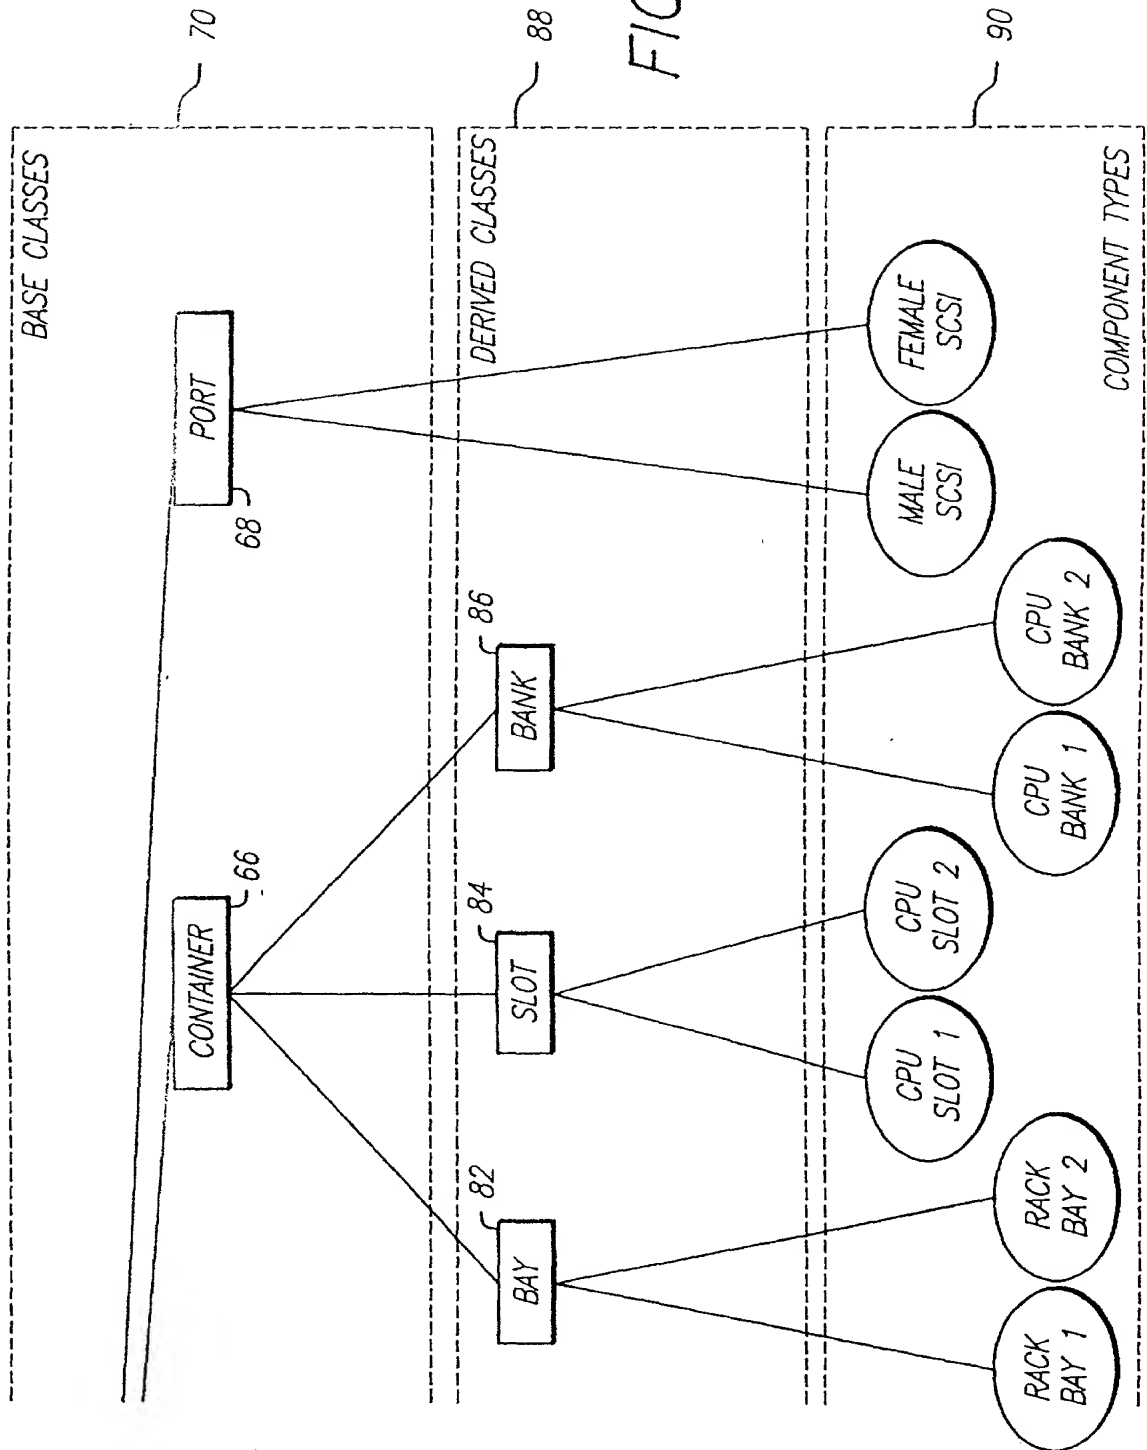 BASE CLASSES
70
CONTAINER
66
PORT
68
DERIVED CLASSES
88
BAY
82
SLOT
84
BANK
86
COMPONENT TYPES
90
RACK
BAY 1
RACK
BAY 2
CPU
SLOT 1
CPU
SLOT 2
CPU
BANK 1
CPU
BANK 2
MALE
SCSI
FEMALE
SCSI